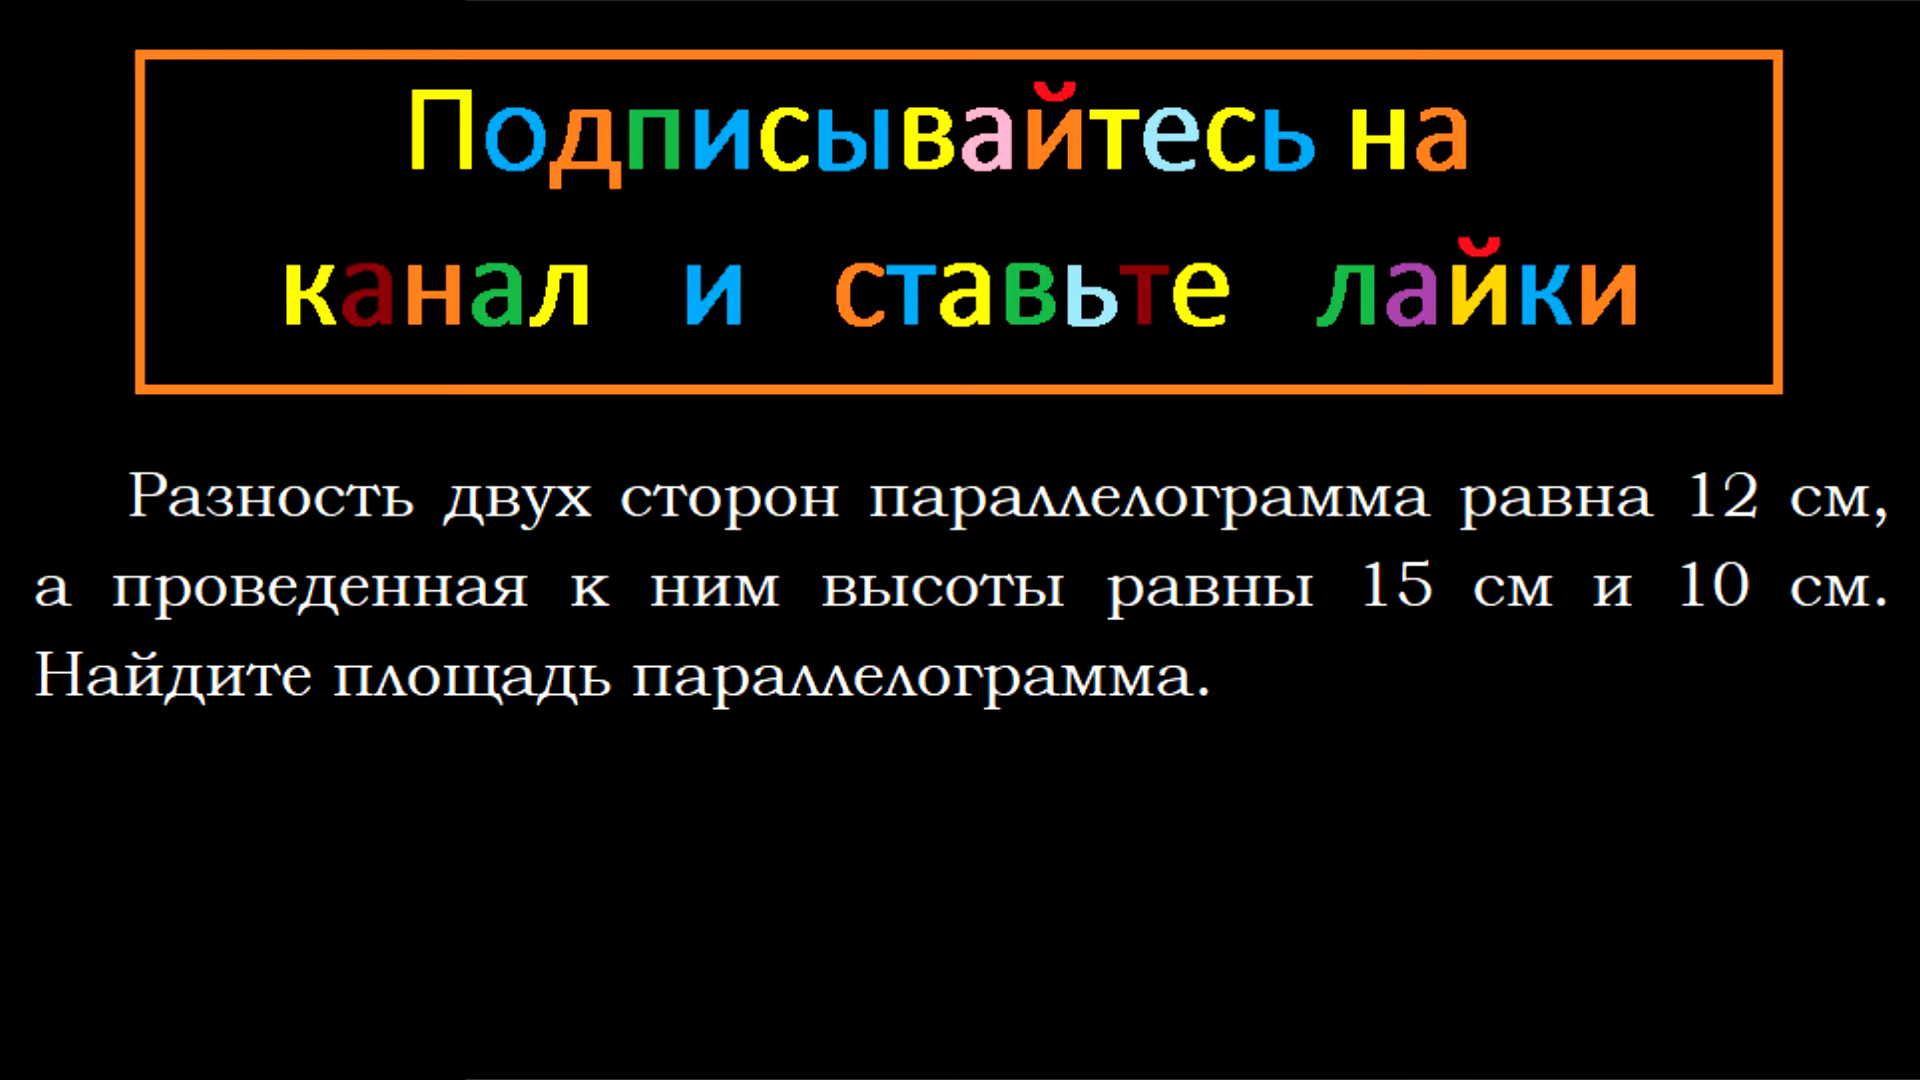 Подписывайтесь на
канал и ставьте лайки
Разность двух сторон параллелограмма равна 12 см,
а проведенная к ним высоты равны 15 см и 10 см.
Найдите площадь параллелограмма.